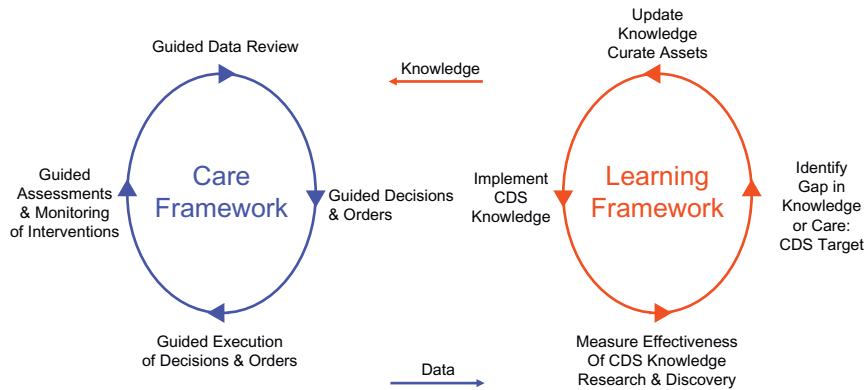 Guided Data Review
Care
Framework
Guided Decisions
& Orders
Guided Execution
of Decisions & Orders
Guided
Assessments
& Monitoring
of Interventions
Knowledge
Data
Update
Knowledge
Curate Assets
Learning
Framework
Implement
CDS
Knowledge
Measure Effectiveness
Of CDS Knowledge
Research & Discovery
Identify
Gap in
Knowledge
or Care:
CDS Target